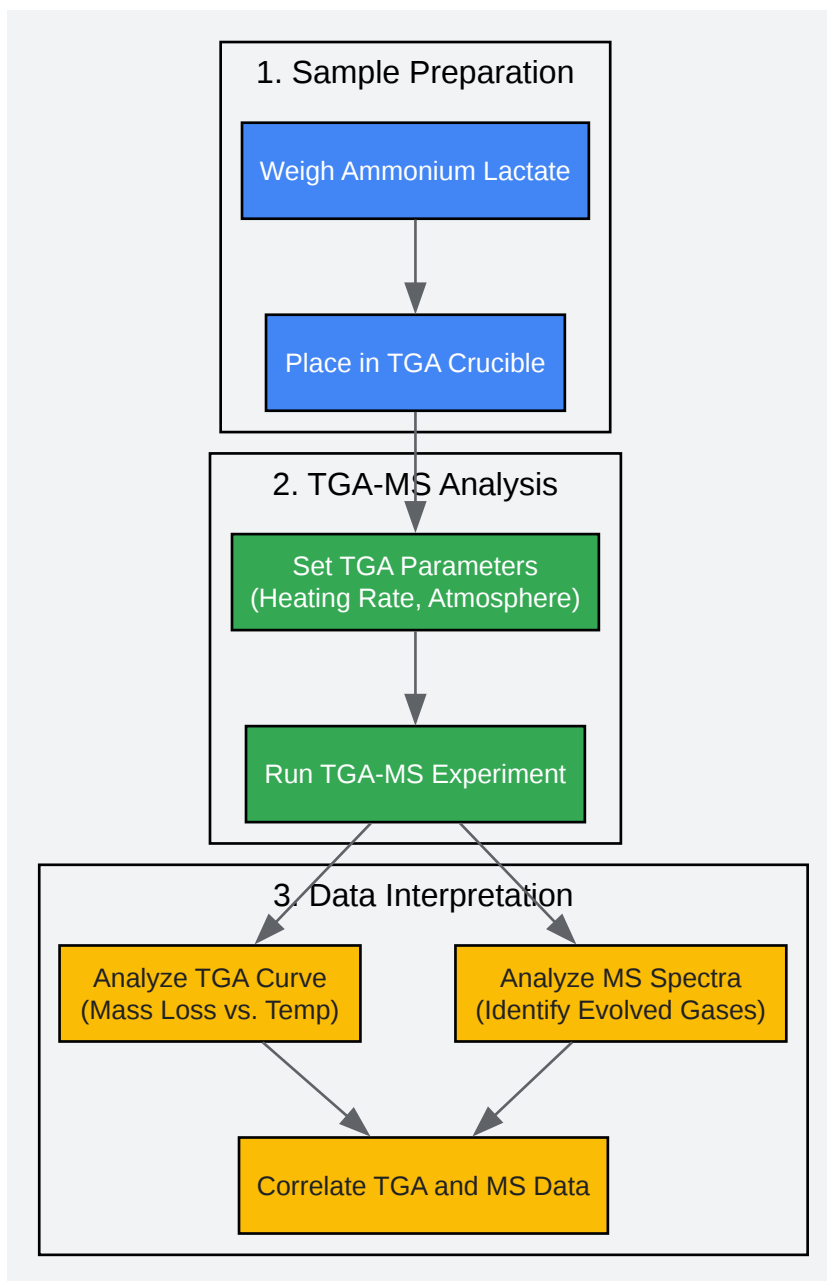 1. Sample Preparation
Weigh Ammonium Lactate
Place in TGA Crucible
2. TGA-MS Analysis
Set TGA Parameters
(Heating Rate, Atmosphere)
Run TGA-MS Experiment
3. Data Interpretation
Analyze TGA Curve
(Mass Loss vs. Temp)
Analyze MS Spectra
(Identify Evolved Gases)
Correlate TGA and MS Data